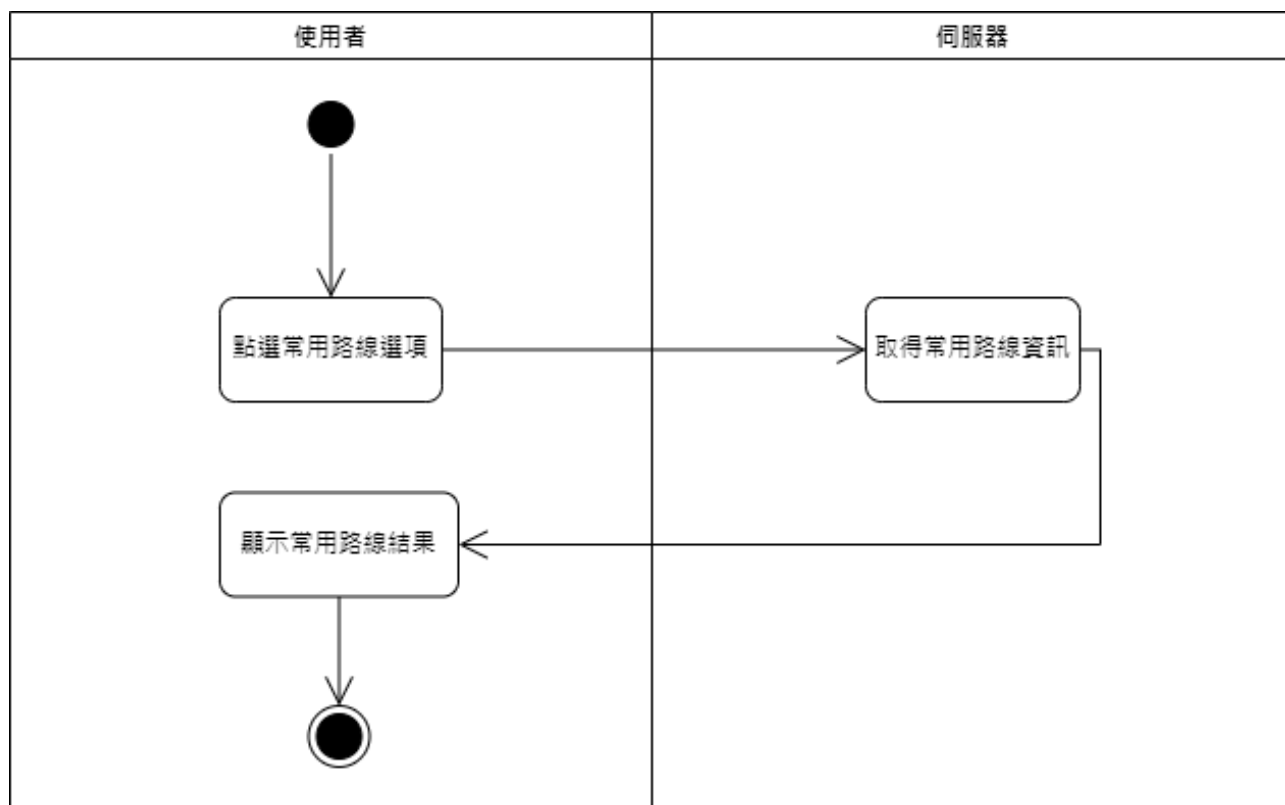 使用者
伺服器
點選常用路線選項
取得常用路線資訊
顯示常用路線結果